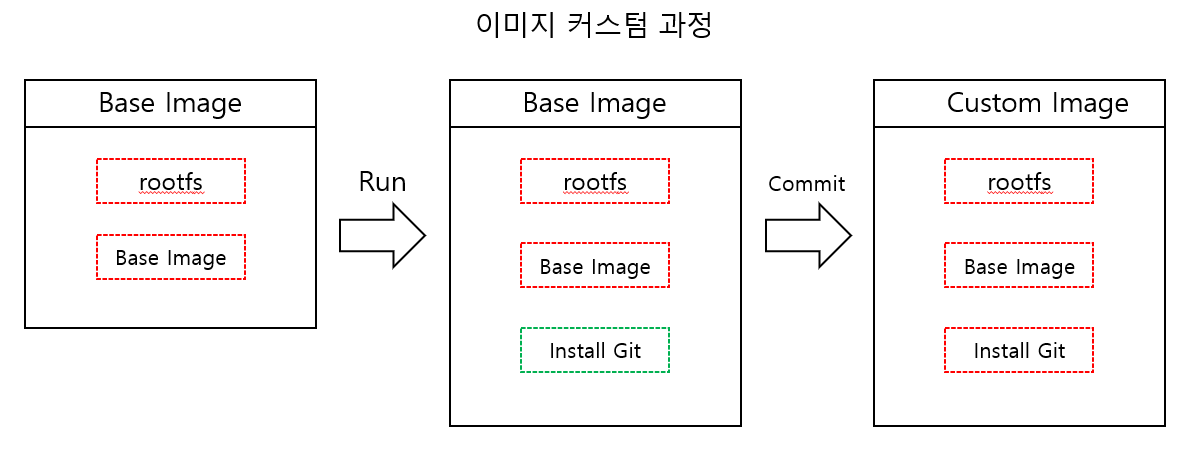 이미지 커스텀 과정
Base Image
rootfs
Base Image
Run
Base Image
rootfs
Base Image
Install Git
Commit
Custom Image
rootfs
Base Image
Install Git